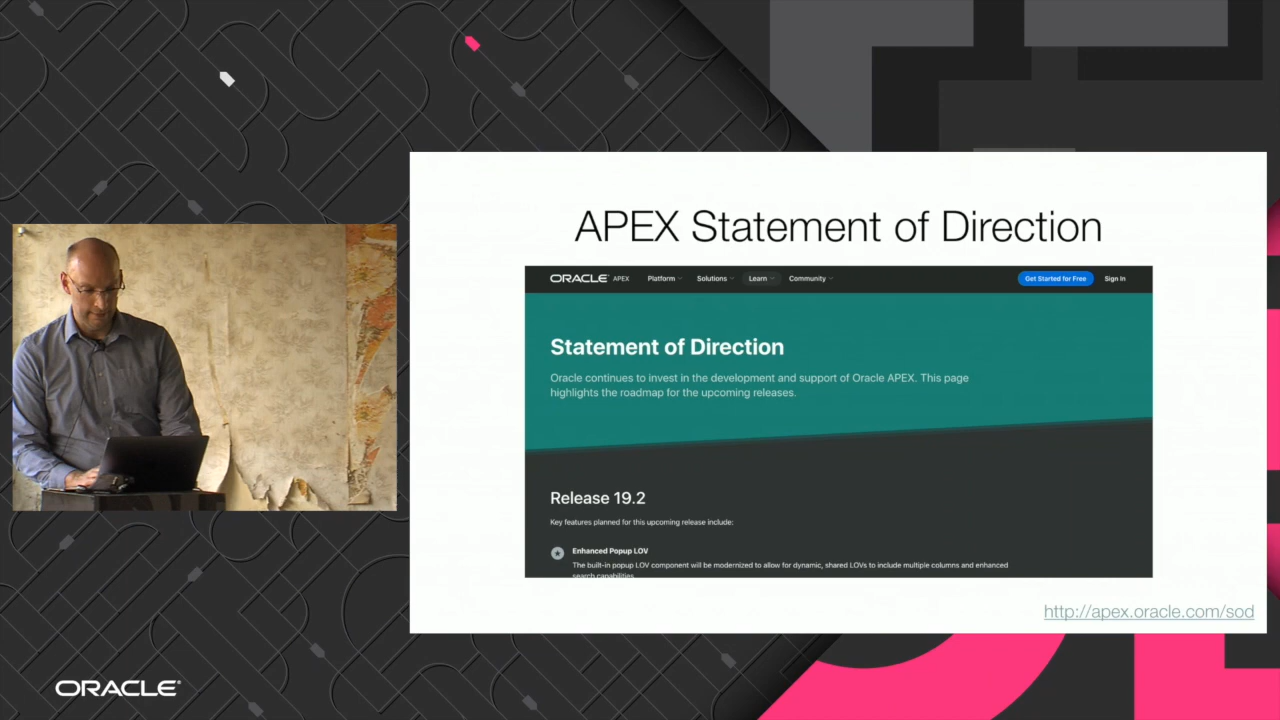 APEX Statement of Direction
ORACLE APEX Platform Solutions Learn Community Get Started for Free Sign In
Statement of Direction
Oracle continues to invest in the development and support of Oracle APEX. This page
highlights the roadmap for the upcoming releases.
Release 19.2
Key features planned for this upcoming release include:
Enhanced Popup LOV
The built-in popup LOV component will be modernized to allow for dynamic, shared LOVs to include multiple columns and enhanced
search capabilities.
http://apex.oracle.com/sod
ORACLE®